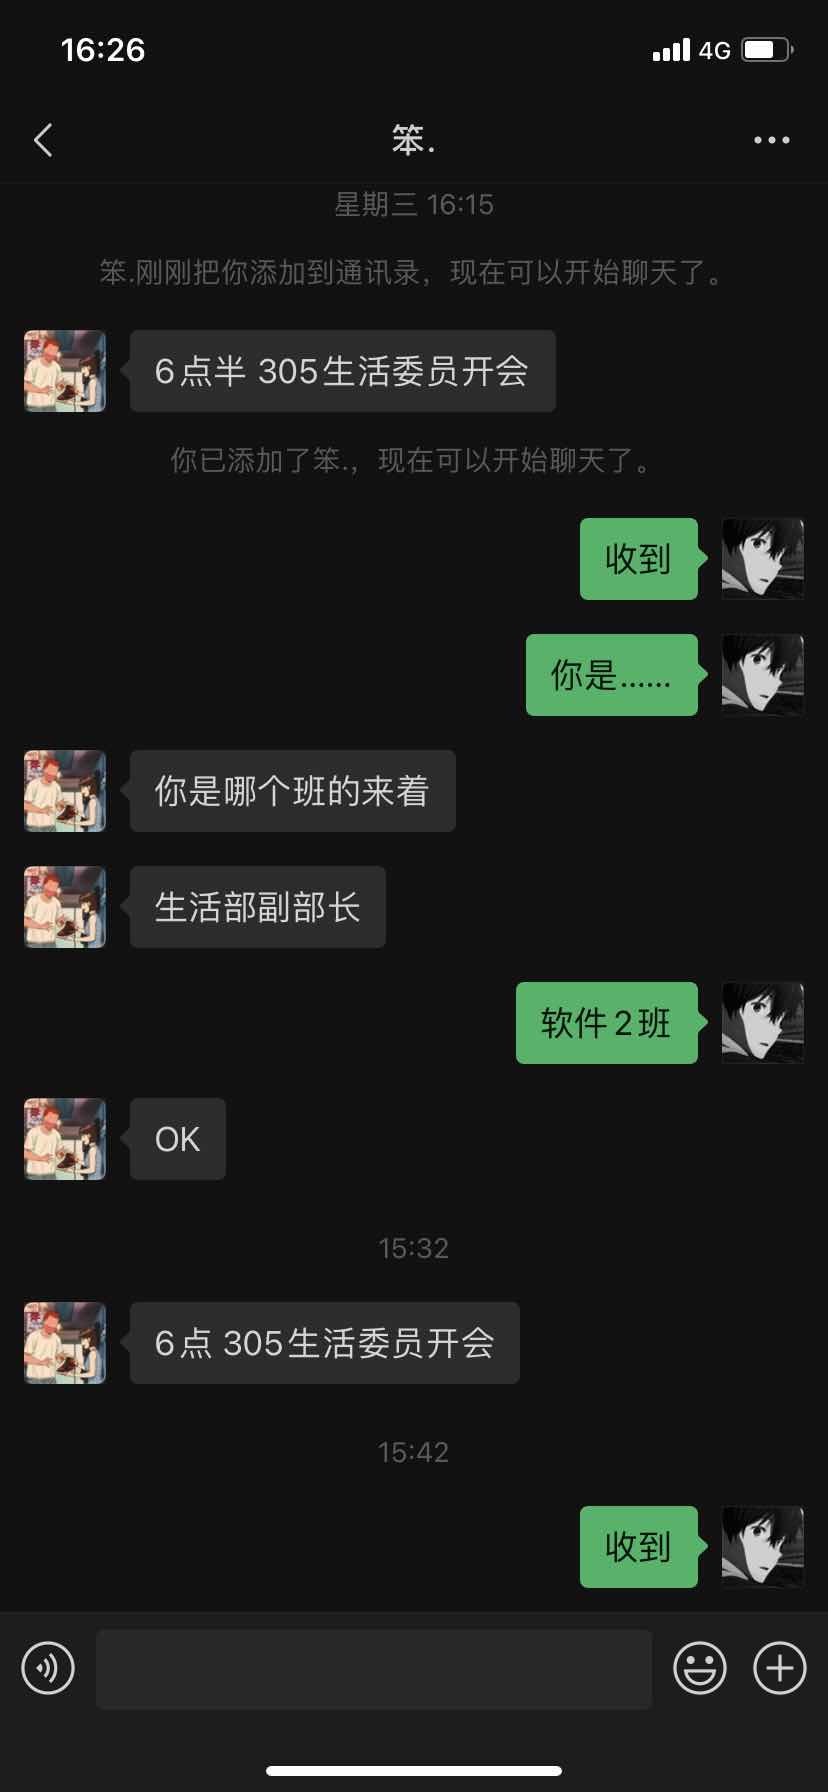 16:26
4G
笨.
星期三 16:15
笨.刚刚把你添加到通讯录，现在可以开始聊天了。
6点半 305生活委员开会
你已添加了笨.，现在可以开始聊天了。
收到
你是……
你是哪个班的来着
生活部副部长
软件2班
OK
15:32
6点 305生活委员开会
15:42
收到